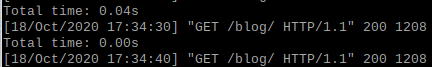 Total time: 0.04s
[18/Oct/2020 17:34:30] "GET /blog/ HTTP/1.1" 200 1208
Total time: 0.00s
[18/Oct/2020 17:34:40] "GET /blog/ HTTP/1.1" 200 1208